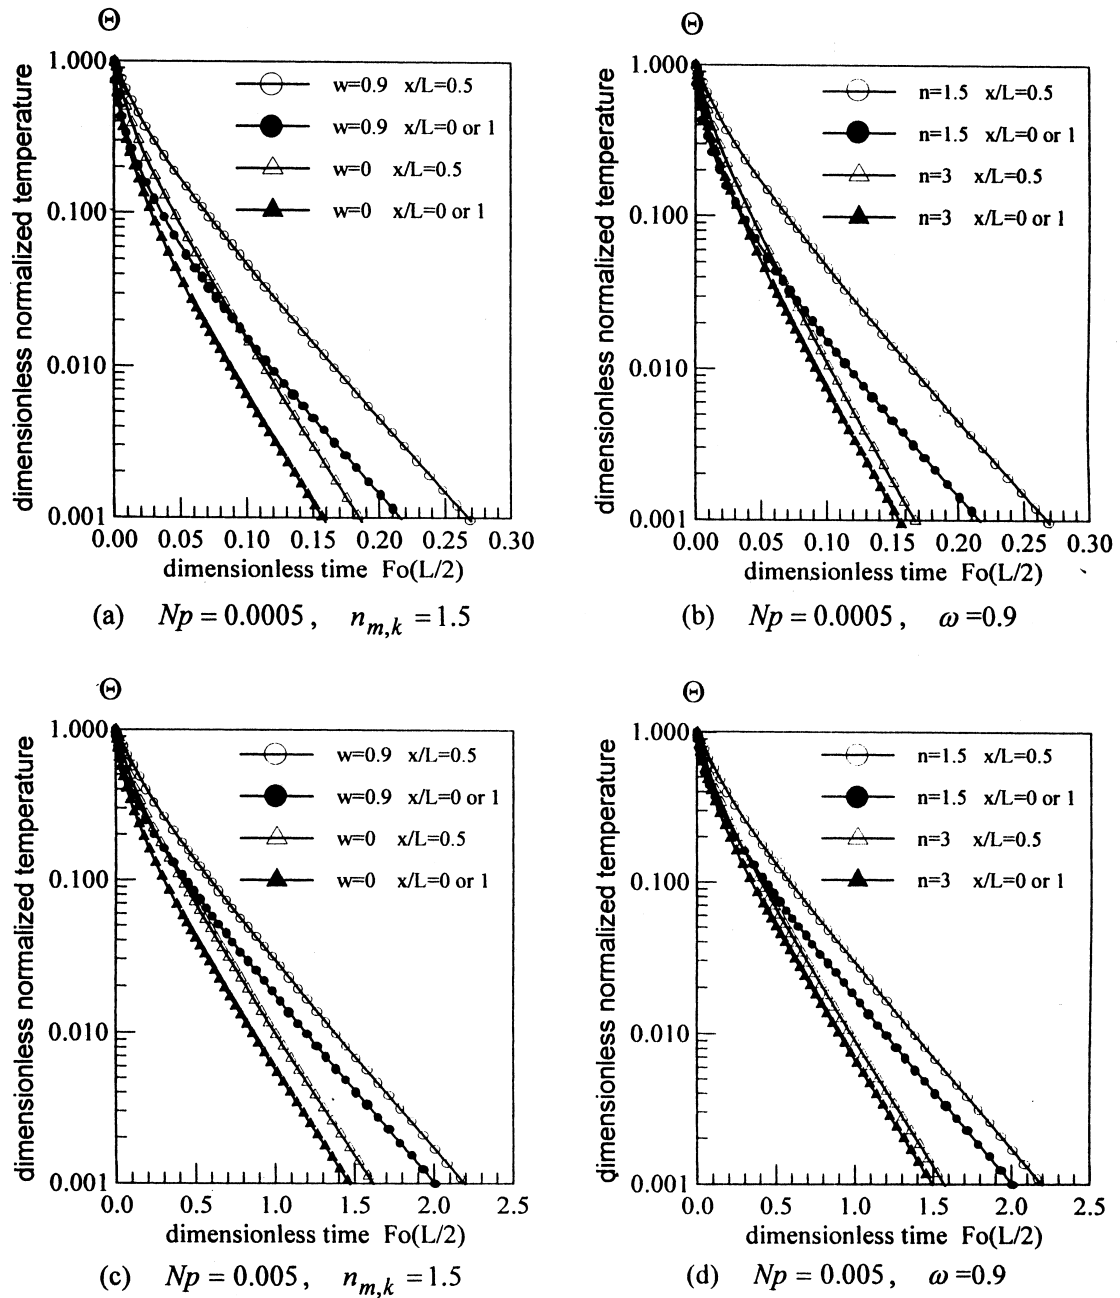 Θ
dimensionless normalized temperature
1.000
0.100
0.010
0.001
w=0.9 x/L=0.5
w=0.9 x/L=0 or 1
w=0 x/L=0.5
w=0 x/L=0 or 1
0.00 0.05 0.10 0.15 0.20 0.25 0.30
dimensionless time Fo(L/2)
(a) Np = 0.0005 , n_{m,k} = 1.5
Θ
dimensionless normalized temperature
1.000
0.100
0.010
0.001
n=1.5 x/L=0.5
n=1.5 x/L=0 or 1
n=3 x/L=0.5
n=3 x/L=0 or 1
0.00 0.05 0.10 0.15 0.20 0.25 0.30
dimensionless time Fo(L/2)
(b) Np = 0.0005 , ω =0.9
Θ
dimensionless normalized temperature
1.000
0.100
0.010
0.001
w=0.9 x/L=0.5
w=0.9 x/L=0 or 1
w=0 x/L=0.5
w=0 x/L=0 or 1
0.0 0.5 1.0 1.5 2.0 2.5
dimensionless time Fo(L/2)
(c) Np = 0.005 , n_{m,k} = 1.5
Θ
dimensionless normalized temperature
1.000
0.100
0.010
0.001
n=1.5 x/L=0.5
n=1.5 x/L=0 or 1
n=3 x/L=0.5
n=3 x/L=0 or 1
0.0 0.5 1.0 1.5 2.0 2.5
dimensionless time Fo(L/2)
(d) Np = 0.005 , ω =0.9